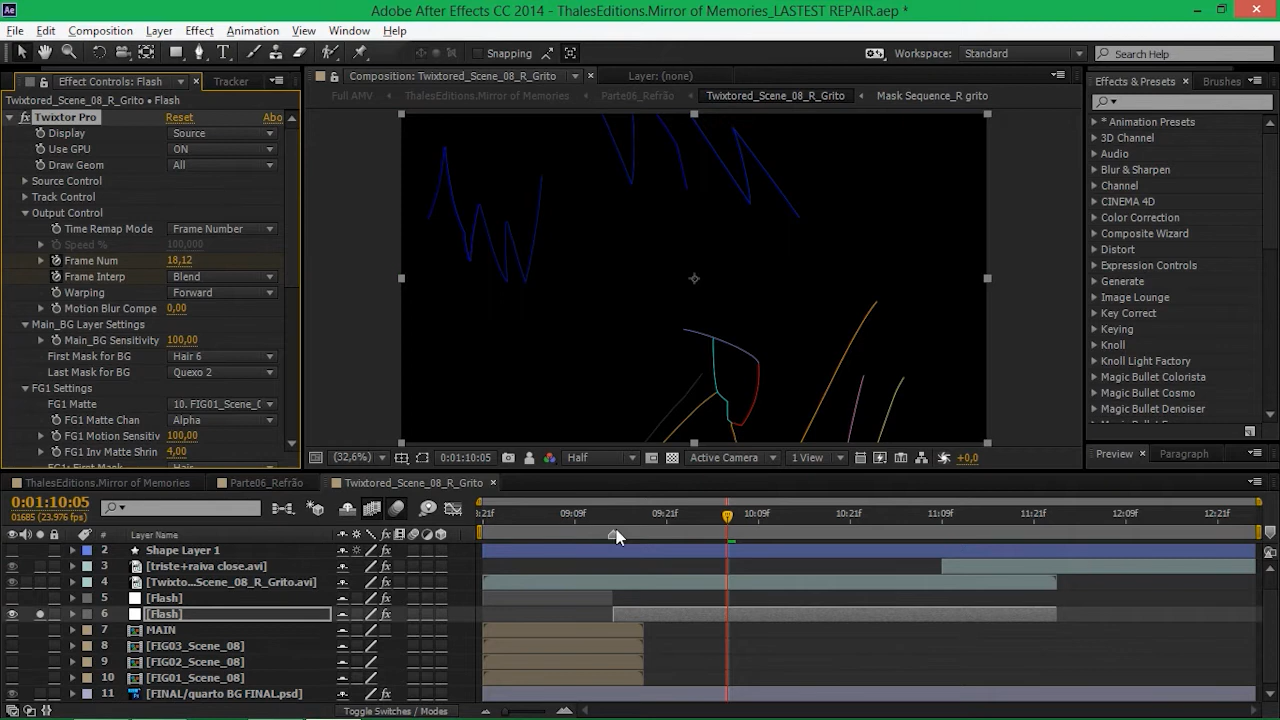 Adobe After Effects CC 2014 - ThalesEditions.Mirror of Memories_LASTEST REPAIR.aep *
File Edit Composition Layer Effect Animation View Window Help
Snapping
Workspace: Standard
Search Help
Effect Controls: Flash
Tracker
Composition: Twixtored_Scene_08_R_Grito
Layer: (none)
Effects & Presets
Brushes
Twixtored_Scene_08_R_Grito • Flash
Full AMV
ThalesEditions.Mirror of Memories
Parte06_Refrão
Twixtored_Scene_08_R_Grito
Mask Sequence_R grito
Twixtor Pro Reset Abo
Display Source
Use GPU ON
Draw Geom All
Source Control
Track Control
Output Control
Time Remap Mode Frame Number
Speed % 100,000
Frame Num 18,12
Frame Interp Blend
Warping Forward
Motion Blur Compe 0,00
Main_BG Layer Settings
Main_BG Sensitivity 100,00
First Mask for BG Hair 6
Last Mask for BG Quexo 2
FG1 Settings
FG1 Matte 10. FIG01_Scene_0
FG1 Matte Chan Alpha
FG1 Motion Sensitiv 100,00
FG1 Inv Matte Shrin 4,00
FG1: First Mask Hair
* Animation Presets
3D Channel
Audio
Blur & Sharpen
Channel
CINEMA 4D
Color Correction
Composite Wizard
Distort
Expression Controls
Generate
Image Lounge
Key Correct
Keying
Knoll
Knoll Light Factory
Magic Bullet Colorista
Magic Bullet Cosmo
Magic Bullet Denoiser
Magic Bullet Frames
Preview
Paragraph
(32,6%) 0:01:10:05 Half Active Camera 1 View +0,0
ThalesEditions.Mirror of Memories
Parte06_Refrão
Twixtored_Scene_08_R_Grito
0:01:10:05
01685 (23.976 fps)
:21f 09:09f 09:21f 10:09f 10:21f 11:09f 11:21f 12:09f 12:21f
# Layer Name
2 Shape Layer 1
3 [triste+raiva close.avi]
4 [Twixto...Scene_08_R_Grito.avi]
5 [Flash]
6 [Flash]
7 MAIN
8 [FIG03_Scene_08]
9 [FIG02_Scene_08]
10 [FIG01_Scene_08]
11 [FINAL/quarto BG FINAL.psd]
Toggle Switches / Modes